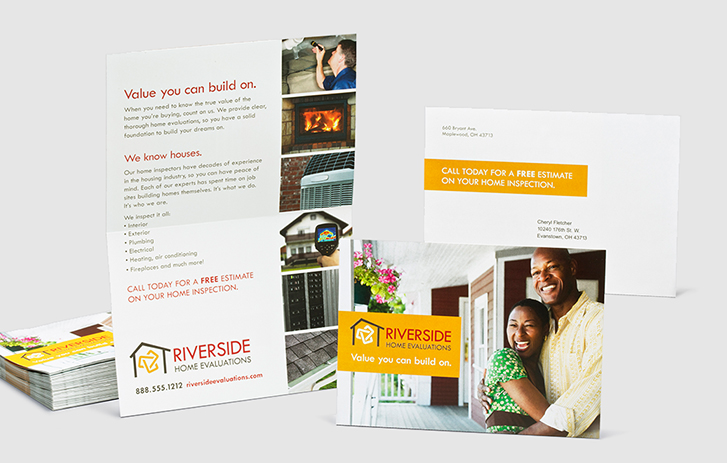 Value you can build on.
When you need to know the true value of the
home you're buying, count on us. We provide clear,
thorough home evaluations, so you have a solid
foundation to build your dreams on.
We know houses.
Our home inspectors have decades of experience
in the housing industry, so you can have peace of
mind. Each of our experts has spent time on job
sites building homes themselves. It's what we do.
It's who we are.
We inspect it all:
• Interior
• Exterior
• Plumbing
• Electrical
• Heating, air conditioning
• Fireplaces and much more!
CALL TODAY FOR A FREE ESTIMATE
ON YOUR HOME INSPECTION.
RIVERSIDE
HOME EVALUATIONS
888.555.1212 riversideevaluations.com
660 Bryant Ave.
Maplewood, OH 43713
CALL TODAY FOR A FREE ESTIMATE
ON YOUR HOME INSPECTION.
Cheryl Fletcher
10240 176th St. W.
Evanstown, OH 43713
RIVERSIDE
HOME EVALUATIONS
Value you can build on.
RIVERSIDE
HOME EVALUATIONS